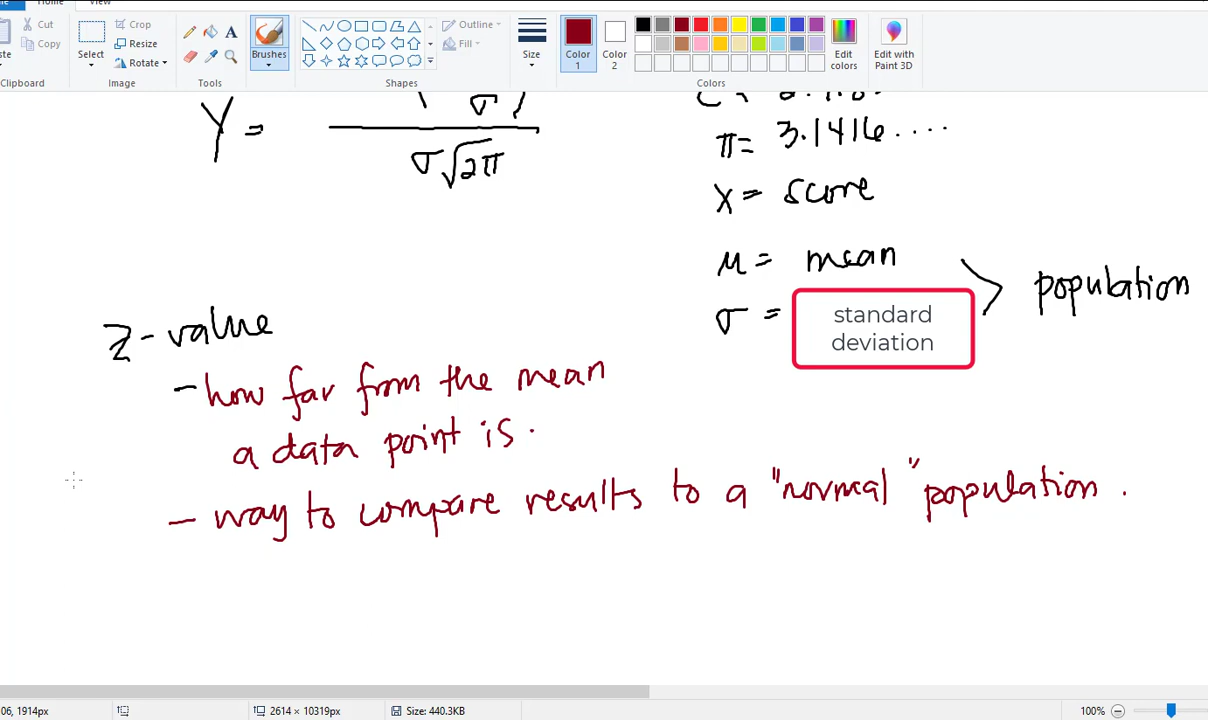 Home View
Cut
Copy
Clipboard
Select
Crop
Resize
Rotate
Image
A
Tools
Brushes
Outline
Fill
Shapes
Size
Color 1
Color 2
Edit colors
Edit with Paint 3D
Colors
Y =
σ
σ√2π
π= 3.1416....
x = score
μ = mean
σ =
standard
deviation
population
z-value
- how far from the mean
a data point is.
- way to compare results to a "normal" population.
06, 1914px
2614 × 10319px
Size: 440.3KB
100%